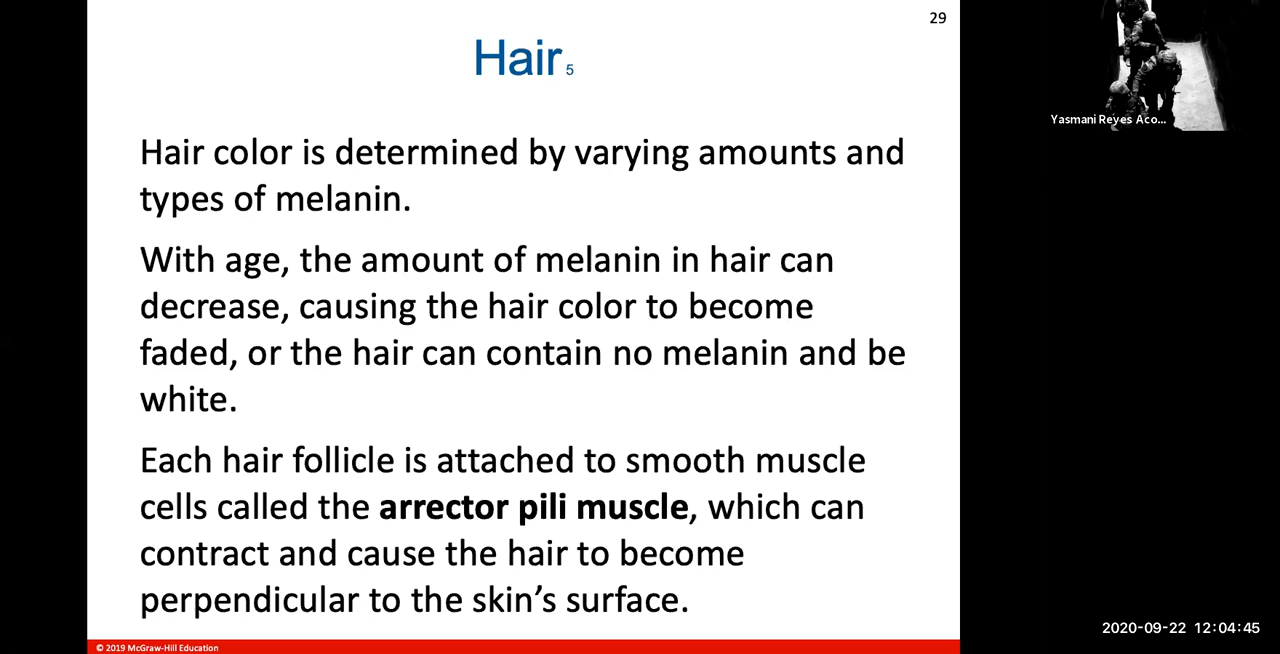 29
Hair 5
Yasmani Reyes Aco...
Hair color is determined by varying amounts and
types of melanin.
With age, the amount of melanin in hair can
decrease, causing the hair color to become
faded, or the hair can contain no melanin and be
white.
Each hair follicle is attached to smooth muscle
cells called the arrector pili muscle, which can
contract and cause the hair to become
perpendicular to the skin’s surface.
2020-09-22 12:04:45
© 2019 McGraw-Hill Education